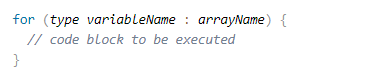 for (type variableName : arrayName) {
  // code block to be executed
}